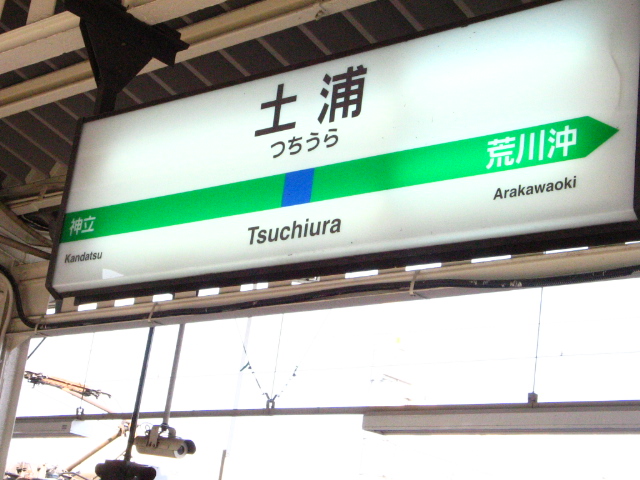 土浦
つちうら
神立
荒川沖
Kandatsu
Tsuchiura
Arakawaoki